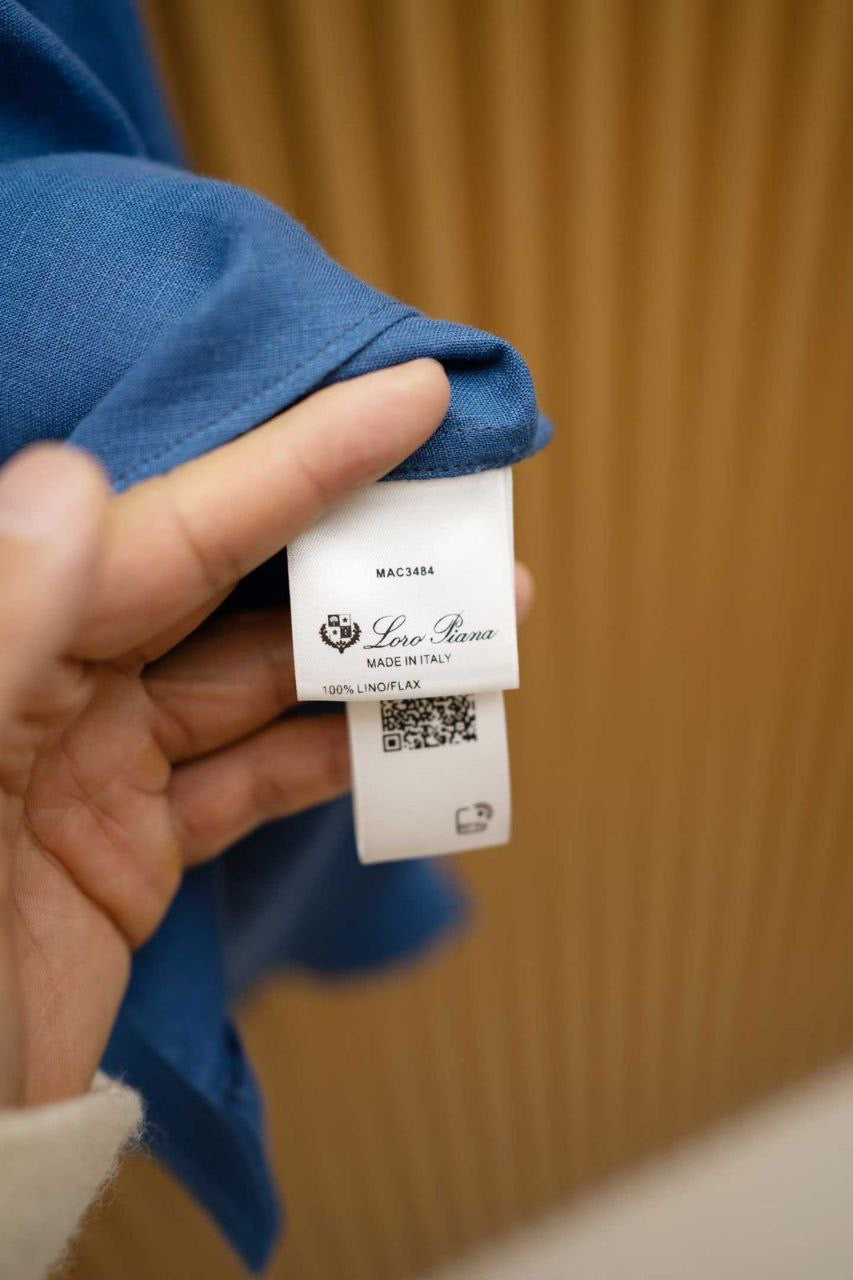 MAC3484
Loro Piana
MADE IN ITALY
100% LINO/FLAX